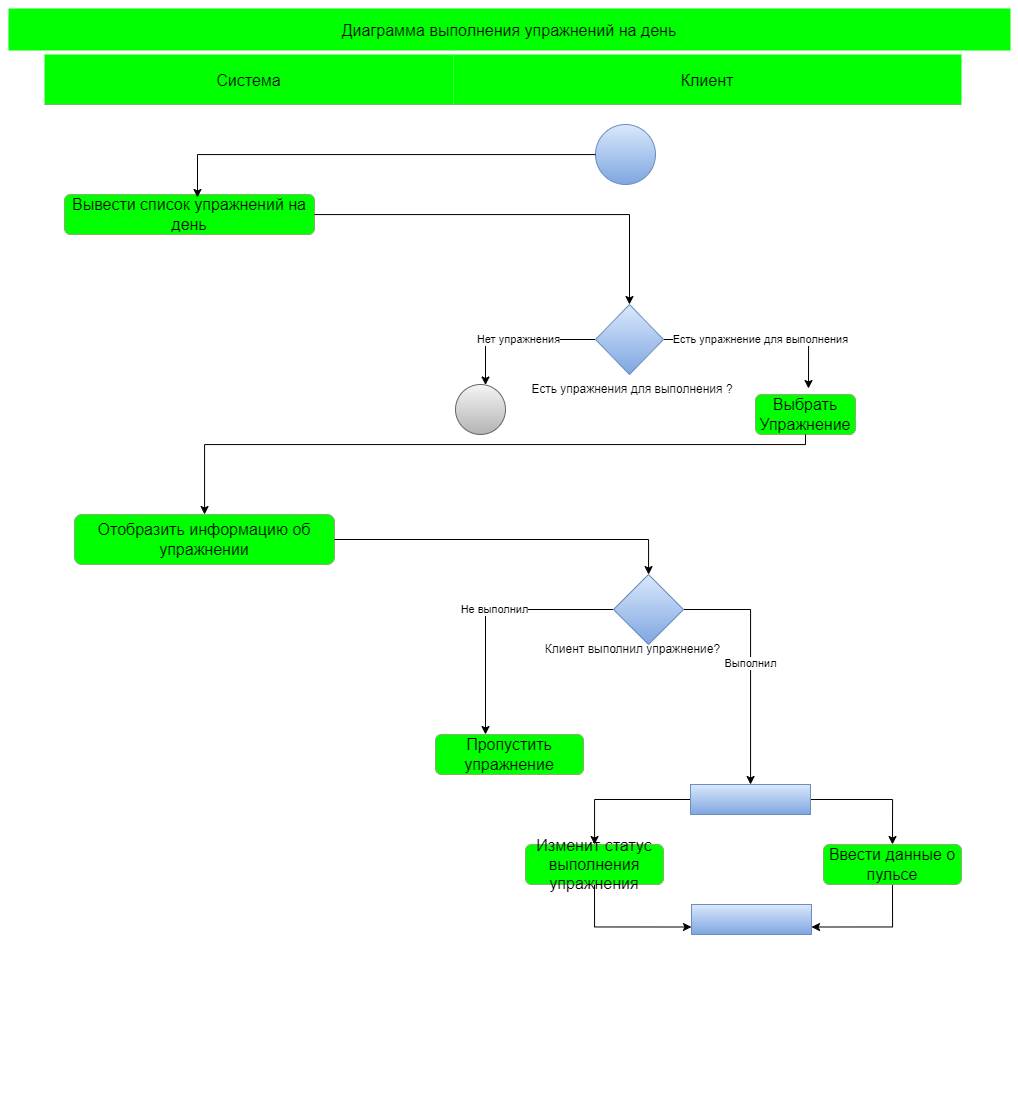 Диаграмма выполнения упражнений на день
Система
Клиент
Вывести список упражнений на
день
Нет упражнения
Есть упражнение для выполнения
Есть упражнения для выполнения ?
Выбрать
Упражнение
Отобразить информацию об
упражнении
Не выполнил
Клиент выполнил упражнение?
Выполнил
Пропустить
упражнение
Изменит статус
выполнения
упражнения
Ввести данные о
пульсе